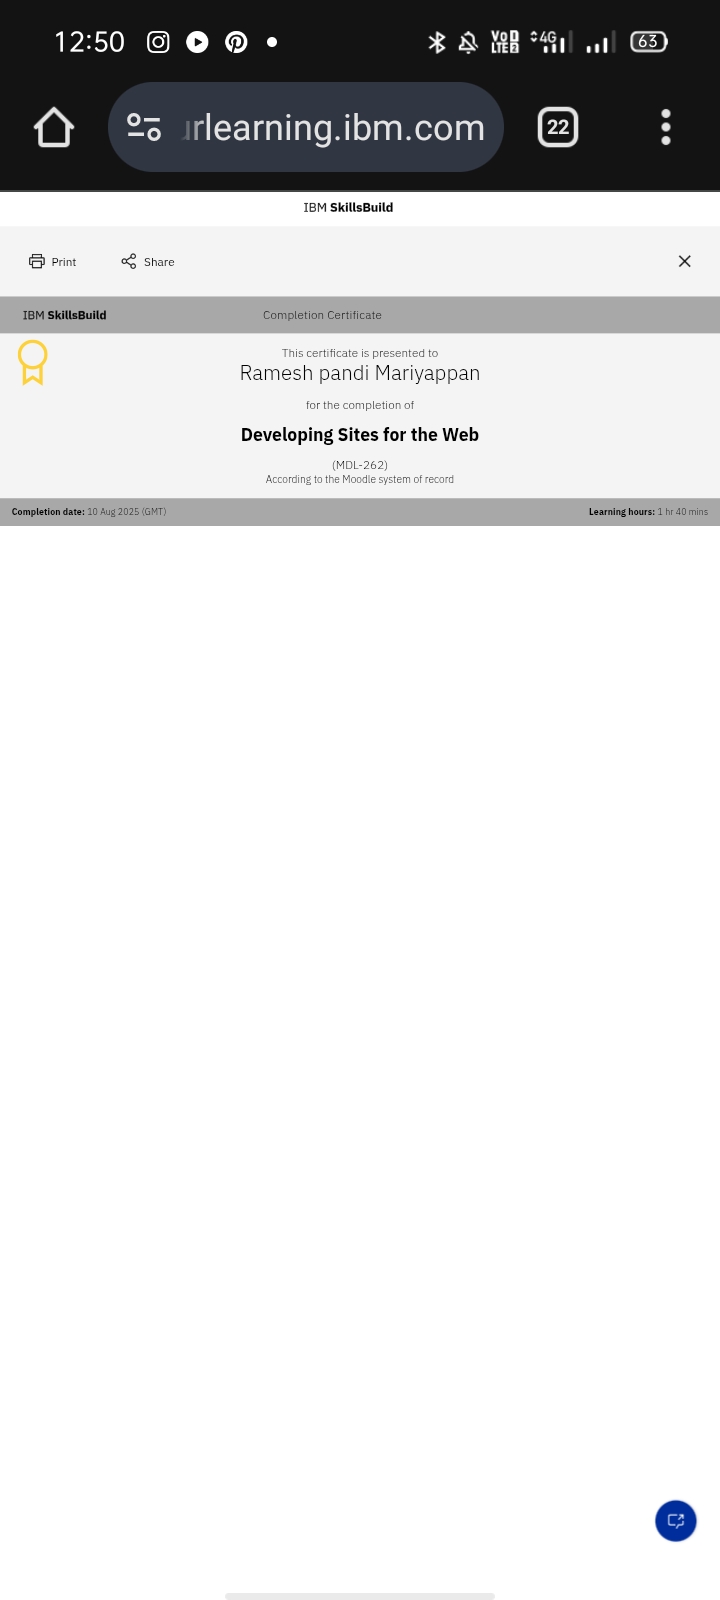 12:50
VoD LTE2 4G 63
rlearning.ibm.com
22
IBM SkillsBuild
Print Share
IBM SkillsBuild Completion Certificate
This certificate is presented to
Ramesh pandi Mariyappan
for the completion of
Developing Sites for the Web
(MDL-262)
According to the Moodle system of record
Completion date: 10 Aug 2025 (GMT) Learning hours: 1 hr 40 mins